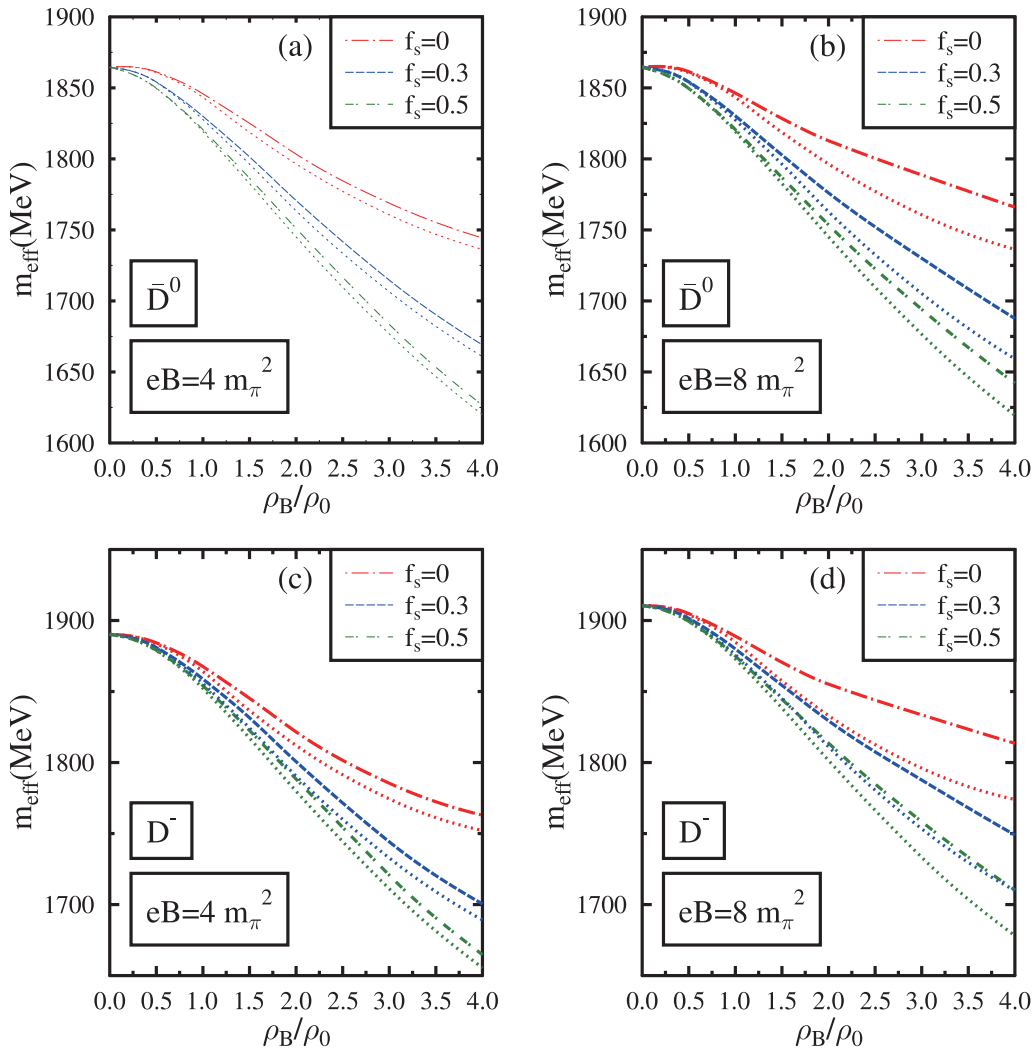 (a)
f_s=0
f_s=0.3
f_s=0.5
1900
1850
1800
1750
1700
1650
1600
m_eff(MeV)
D̄^0
eB=4 m_π^2
0.0 0.5 1.0 1.5 2.0 2.5 3.0 3.5 4.0
ρ_B/ρ_0
(b)
f_s=0
f_s=0.3
f_s=0.5
1900
1850
1800
1750
1700
1650
1600
m_eff(MeV)
D̄^0
eB=8 m_π^2
0.0 0.5 1.0 1.5 2.0 2.5 3.0 3.5 4.0
ρ_B/ρ_0
(c)
f_s=0
f_s=0.3
f_s=0.5
1900
1800
1700
m_eff(MeV)
D^-
eB=4 m_π^2
0.0 0.5 1.0 1.5 2.0 2.5 3.0 3.5 4.0
ρ_B/ρ_0
(d)
f_s=0
f_s=0.3
f_s=0.5
1900
1800
1700
m_eff(MeV)
D^-
eB=8 m_π^2
0.0 0.5 1.0 1.5 2.0 2.5 3.0 3.5 4.0
ρ_B/ρ_0